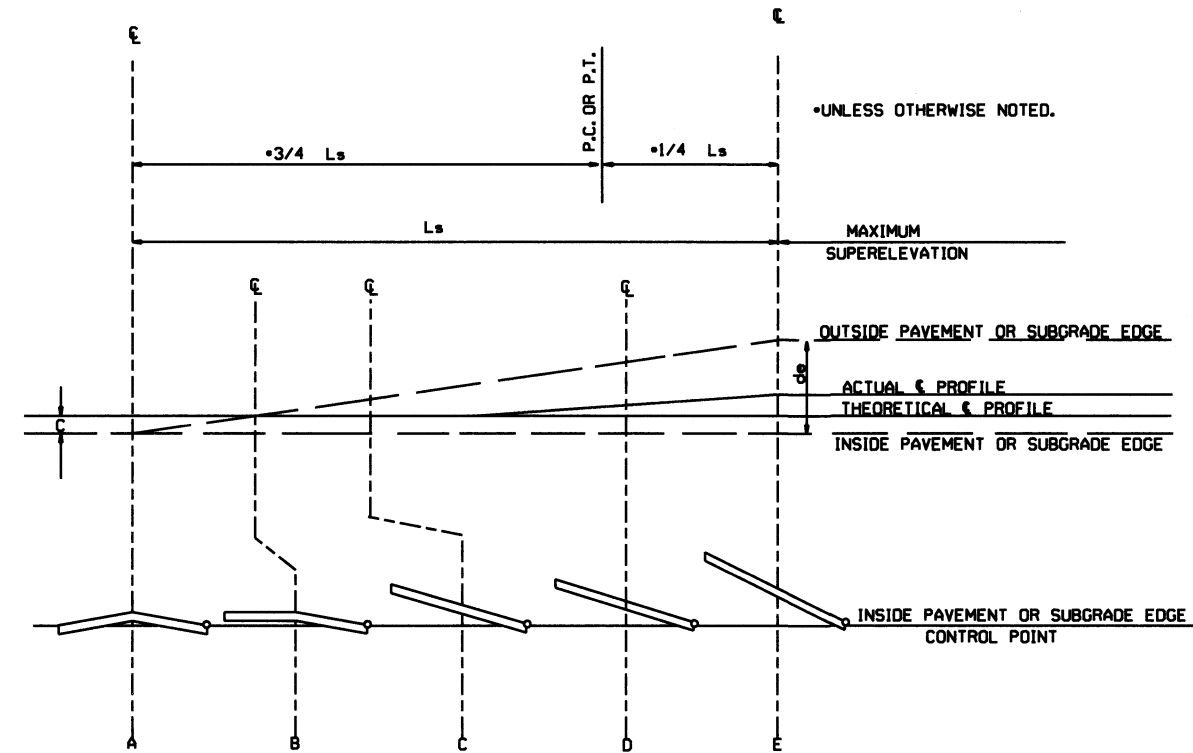 ℄
℄
P.C. OR P.T.
•UNLESS OTHERWISE NOTED.
•3/4 Ls
•1/4 Ls
Ls
MAXIMUM
SUPERELEVATION
℄
℄
℄
OUTSIDE PAVEMENT OR SUBGRADE EDGE
de
ACTUAL ℄ PROFILE
THEORETICAL ℄ PROFILE
C
INSIDE PAVEMENT OR SUBGRADE EDGE
INSIDE PAVEMENT OR SUBGRADE EDGE
CONTROL POINT
A
B
C
D
E